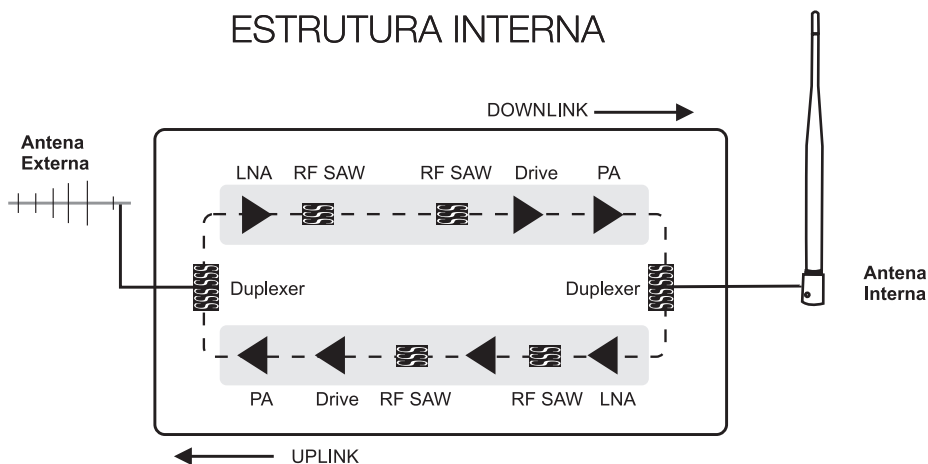 ESTRUTURA INTERNA
DOWNLINK
Antena
Externa
LNA RF SAW RF SAW Drive PA
Duplexer Duplexer
Antena
Interna
PA Drive RF SAW RF SAW LNA
UPLINK